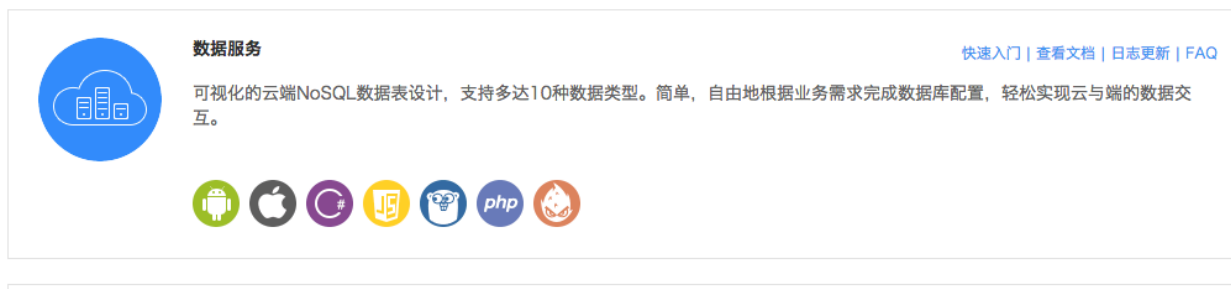 数据服务
快速入门 | 查看文档 | 日志更新 | FAQ
可视化的云端NoSQL数据表设计，支持多达10种数据类型。简单，自由地根据业务需求完成数据库配置，轻松实现云与端的数据交
互。
C# JS php